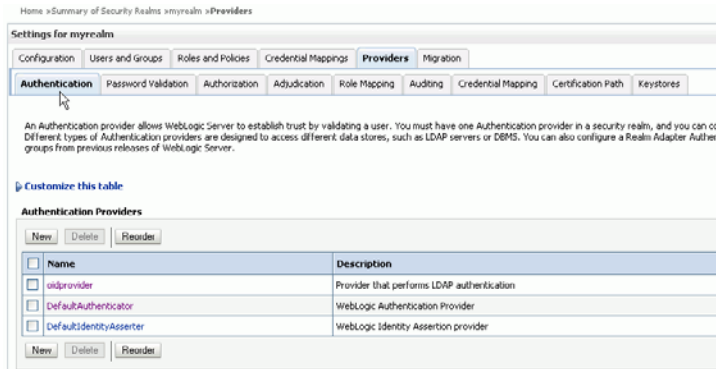 Home >Summary of Security Realms >myrealm >Providers
Settings for myrealm
Configuration Users and Groups Roles and Policies Credential Mappings Providers Migration
Authentication Password Validation Authorization Adjudication Role Mapping Auditing Credential Mapping Certification Path Keystores
An Authentication provider allows WebLogic Server to establish trust by validating a user. You must have one Authentication provider in a security realm, and you can co
Different types of Authentication providers are designed to access different data stores, such as LDAP servers or DBMS. You can also configure a Realm Adapter Authen
groups from previous releases of WebLogic Server.
Customize this table
Authentication Providers
New Delete Reorder
Name Description
oidprovider Provider that performs LDAP authentication
DefaultAuthenticator WebLogic Authentication Provider
DefaultIdentityAsserter WebLogic Identity Assertion provider
New Delete Reorder